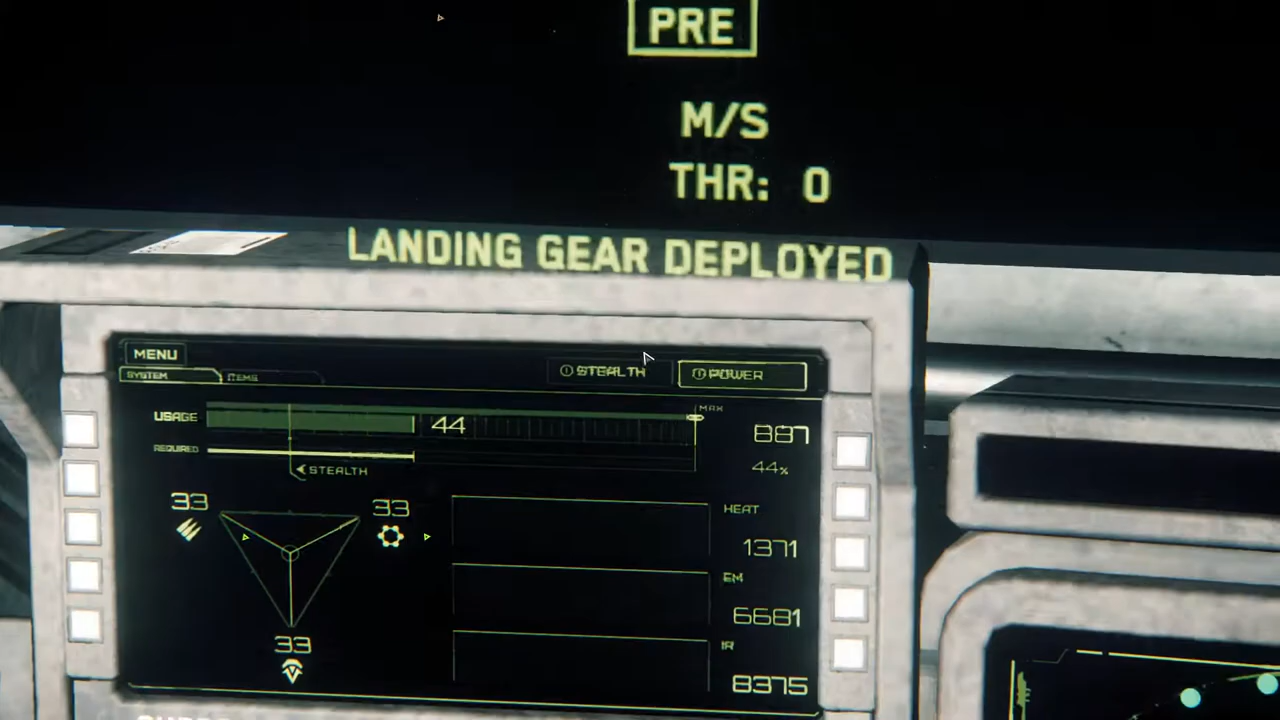 PRE
M/S
THR: 0
LANDING GEAR DEPLOYED
MENU
STEALTH
POWER
SYSTEM
ITEMS
USAGE
44
MAX
887
REQUIRED
STEALTH
44%
33
33
HEAT
1371
EM
6681
33
IR
8375